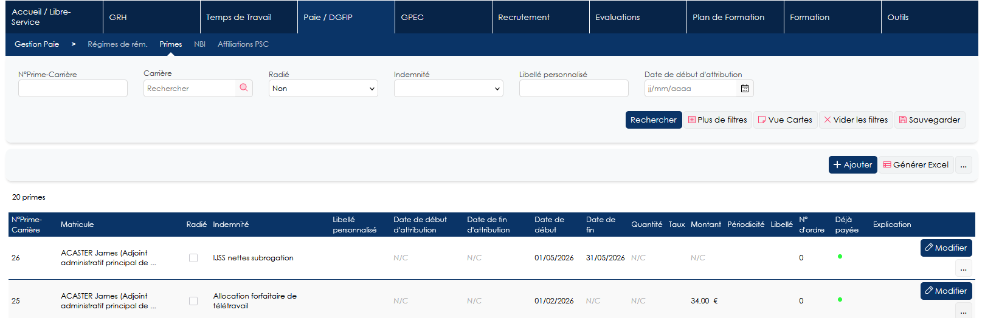 Accueil / Libre-Service
GRH
Temps de Travail
Paie / DGFIP
GPEC
Recrutement
Evaluations
Plan de Formation
Formation
Outils
Gestion Paie > Régimes de rém. Primes NBI Affiliations PSC
N°Prime-Carrière
Carrière
Rechercher
Radié
Non
Indemnité
Libellé personnalisé
Date de début d'attribution
jj/mm/aaaa
Rechercher
Plus de filtres
Vue Cartes
Vider les filtres
Sauvegarder
+ Ajouter
Générer Excel
...
20 primes
N°Prime-Carrière
Matricule
Radié
Indemnité
Libellé personnalisé
Date de début d'attribution
Date de fin d'attribution
Date de début
Date de fin
Quantité
Taux
Montant
Périodicité
Libellé
N° d'ordre
Déjà payée
Explication
26
ACASTER James (Adjoint
administratif principal de ...
IJSS nettes subrogation
N/C
N/C
01/05/2026
31/05/2026
N/C
N/C
0
Modifier
...
25
ACASTER James (Adjoint
administratif principal de ...
Allocation forfaitaire de
télétravail
N/C
N/C
01/02/2026
N/C
N/C
34.00 €
0
Modifier
...